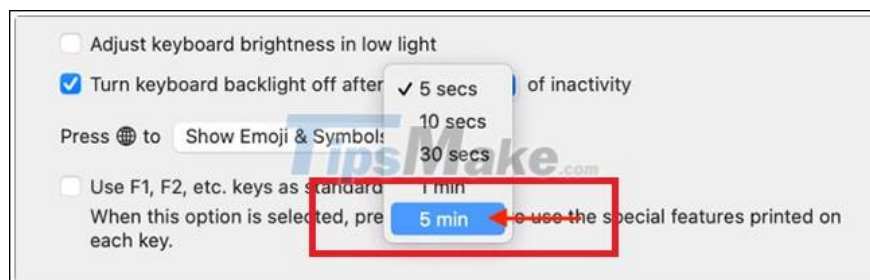 Adjust keyboard brightness in low light
Turn keyboard backlight off after ✓ 5 secs of inactivity
10 secs
Press 🌐 to Show Emoji & Symbols
30 secs
TipsMake.com
Use F1, F2, etc. keys as standard
1 min
When this option is selected, pre 5 min use the special features printed on
each key.